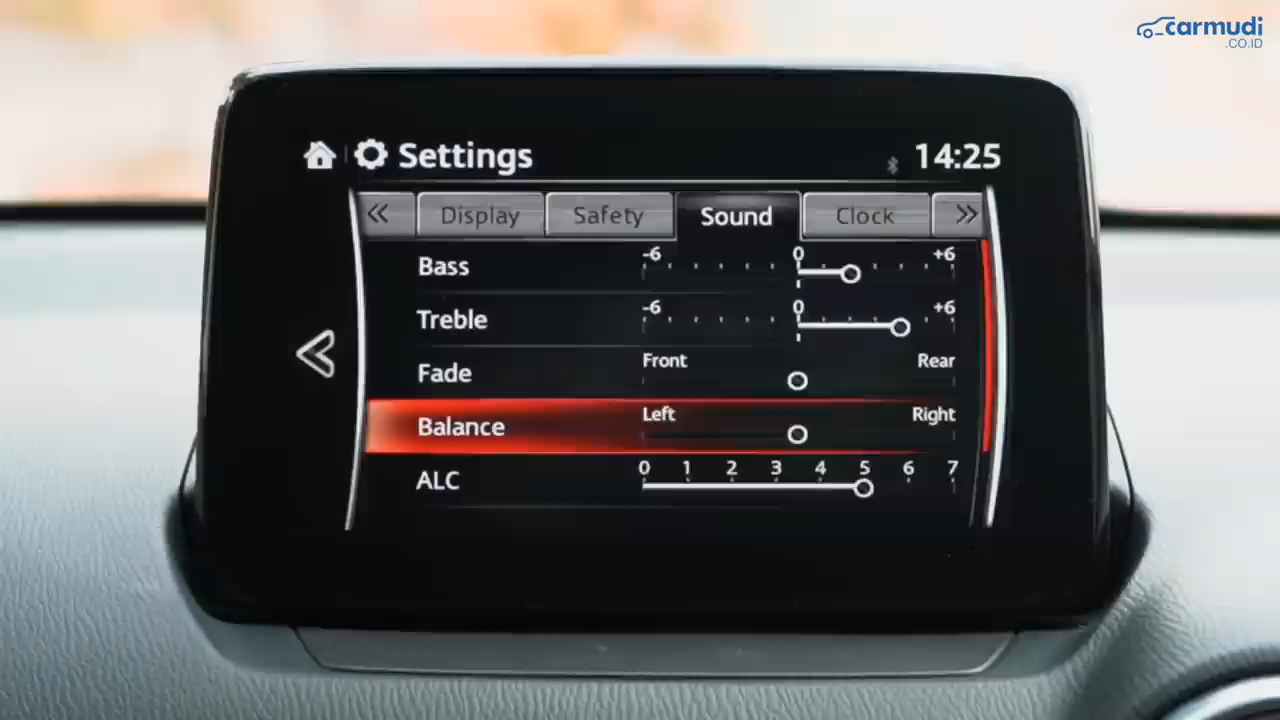 carmudi
.CO.ID
Settings 14:25
« Display Safety Sound Clock »
Bass -6 0 +6
Treble -6 0 +6
Fade Front Rear
Balance Left Right
ALC 0 1 2 3 4 5 6 7